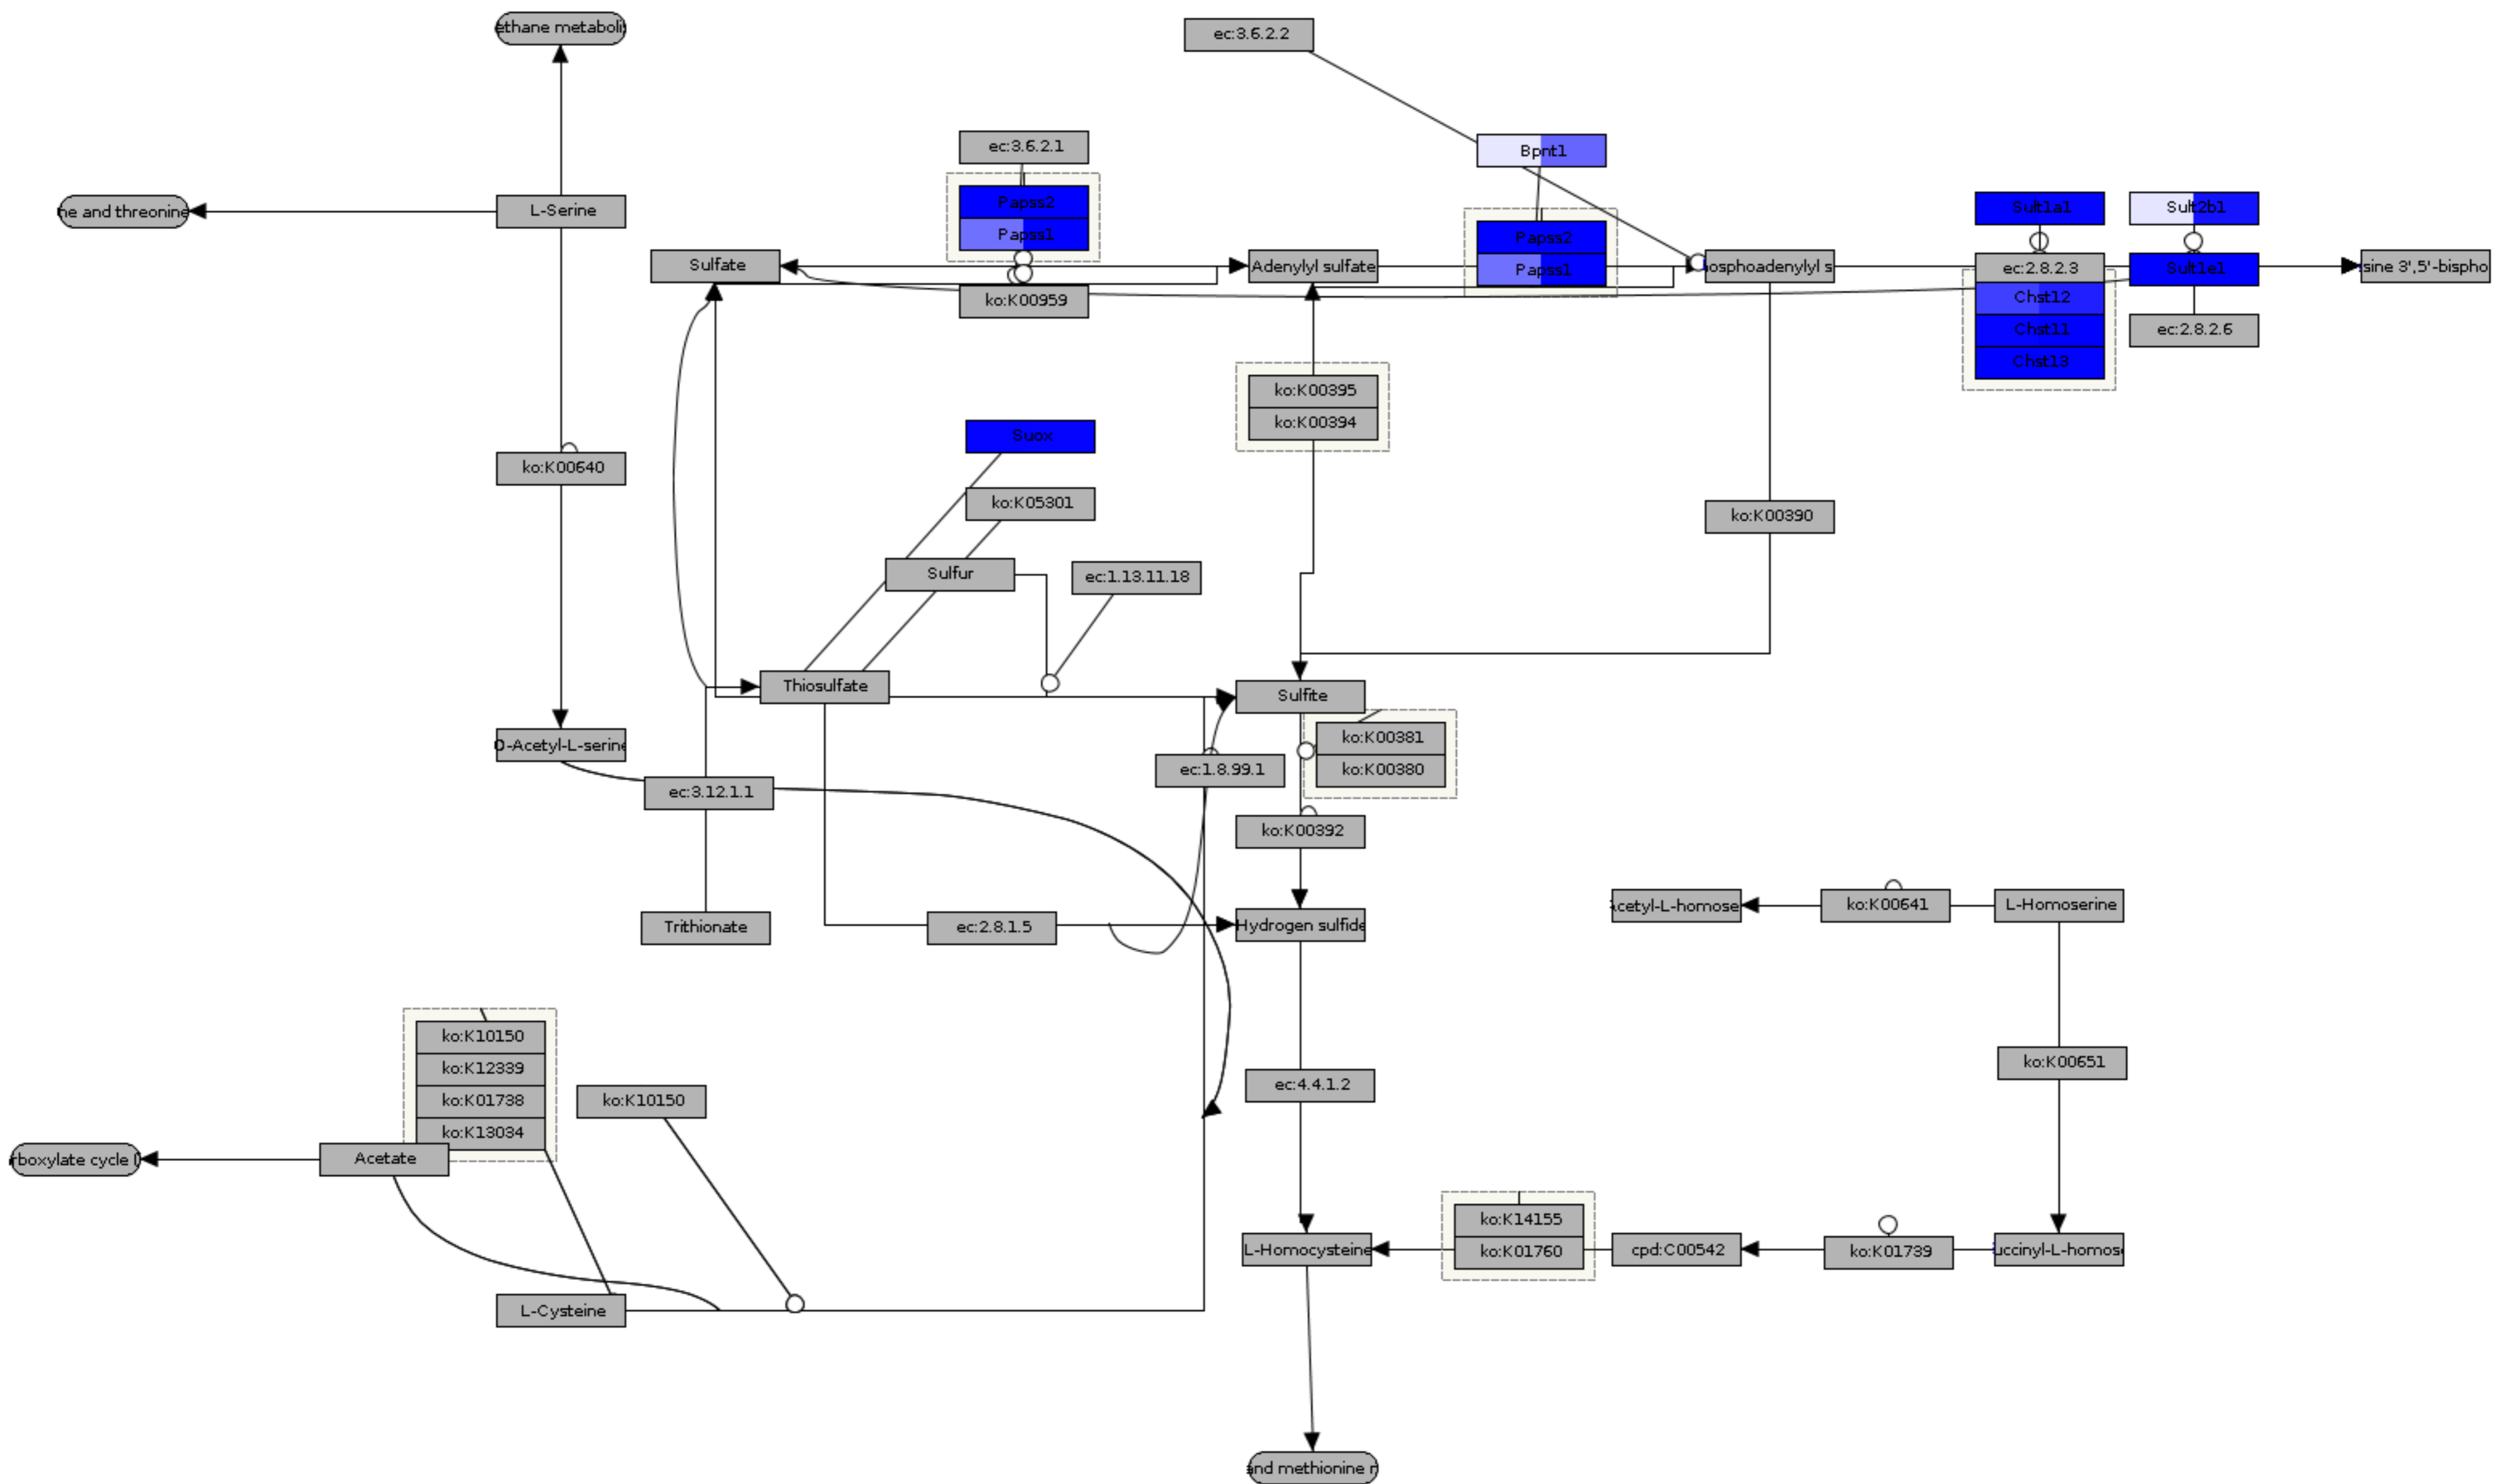 ethane metaboli
ec:3.6.2.2
ec:3.6.2.1
Bpnt1
ne and threonine
L-Serine
Papss2
Papss1
Sult1a1
Sult2b1
Sulfate
Adenylyl sulfate
Papss2
Papss1
osphoadenylyl s
ec:2.8.2.3
Sult1e1
sine 3',5'-bispho
ko:K00959
Chst12
Chst11
Chst13
ec:2.8.2.6
ko:K00395
ko:K00394
Suox
ko:K00640
ko:K05301
ko:K00390
Sulfur
ec:1.13.11.18
Thiosulfate
Sulfite
O-Acetyl-L-serine
ko:K00381
ko:K00380
ec:1.8.99.1
ec:3.12.1.1
ko:K00392
Trithionate
ec:2.8.1.5
Hydrogen sulfide
cetyl-L-homose
ko:K00641
L-Homoserine
ko:K10150
ko:K12339
ko:K01738
ko:K13034
ko:K10150
ec:4.4.1.2
ko:K00651
rboxylate cycle (
Acetate
ko:K14155
ko:K01760
L-Homocysteine
cpd:C00542
ko:K01739
uccinyl-L-homos
L-Cysteine
and methionine r